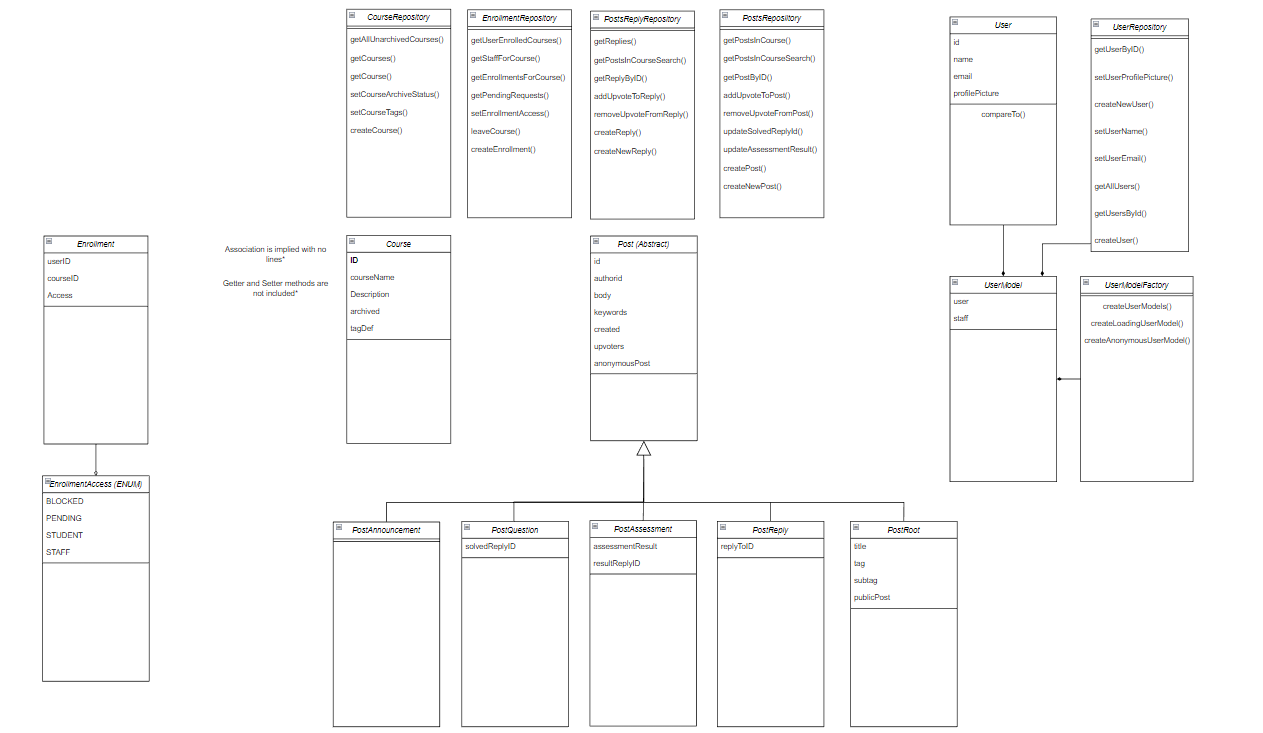 CourseRepository
getAllUnarchivedCourses()
getCourses()
getCourse()
setCourseArchiveStatus()
setCourseTags()
createCourse()
EnrollmentRepository
getUserEnrolledCourses()
getStaffForCourse()
getEnrollmentsForCourse()
getPendingRequests()
setEnrollmentAccess()
leaveCourse()
createEnrollment()
PostsReplyRepository
getReplies()
getPostsInCourseSearch()
getReplyByID()
addUpvoteToReply()
removeUpvoteFromReply()
createReply()
createNewReply()
PostsRepository
getPostsInCourse()
getPostsInCourseSearch()
getPostByID()
addUpvoteToPost()
removeUpvoteFromPost()
updateSolvedReplyId()
updateAssessmentResult()
createPost()
createNewPost()
User
id
name
email
profilePicture
compareTo()
UserRepository
getUserByID()
setUserProfilePicture()
createNewUser()
setUserName()
setUserEmail()
getAllUsers()
getUsersById()
createUser()
Enrollment
userID
courseID
Access
Association is implied with no
lines*
Getter and Setter methods are
not included*
Course
ID
courseName
Description
archived
tagDef
Post (Abstract)
id
authorid
body
keywords
created
upvoters
anonymousPost
UserModel
user
staff
UserModelFactory
createUserModels()
createLoadingUserModel()
createAnonymousUserModel()
EnrollmentAccess (ENUM)
BLOCKED
PENDING
STUDENT
STAFF
PostAnnouncement
PostQuestion
solvedReplyID
PostAssessment
assessmentResult
resultReplyID
PostReply
replyToID
PostRoot
title
tag
subtag
publicPost